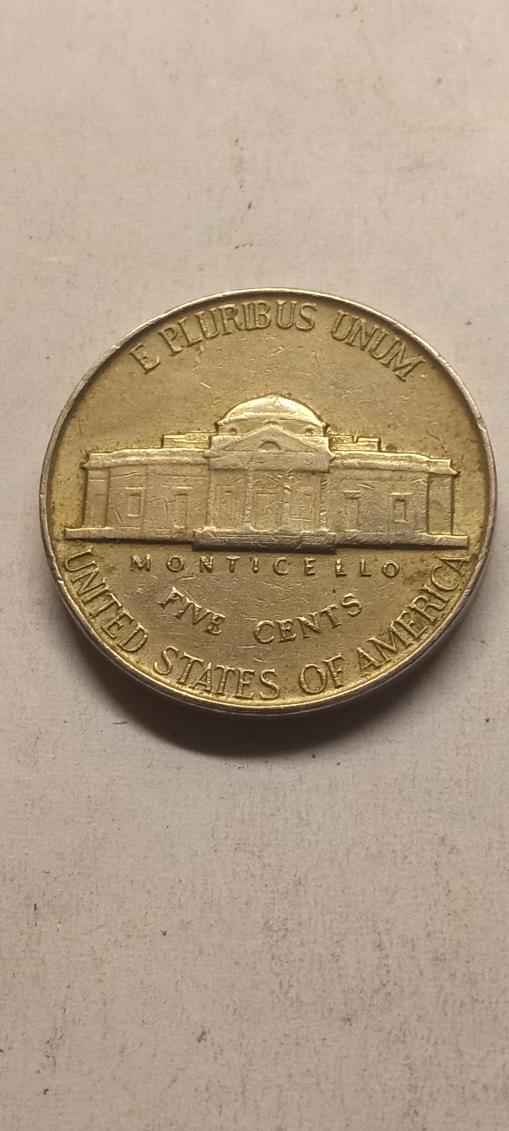 E PLURIBUS UNUM
MONTICELLO
FIVE CENTS
UNITED STATES OF AMERICA